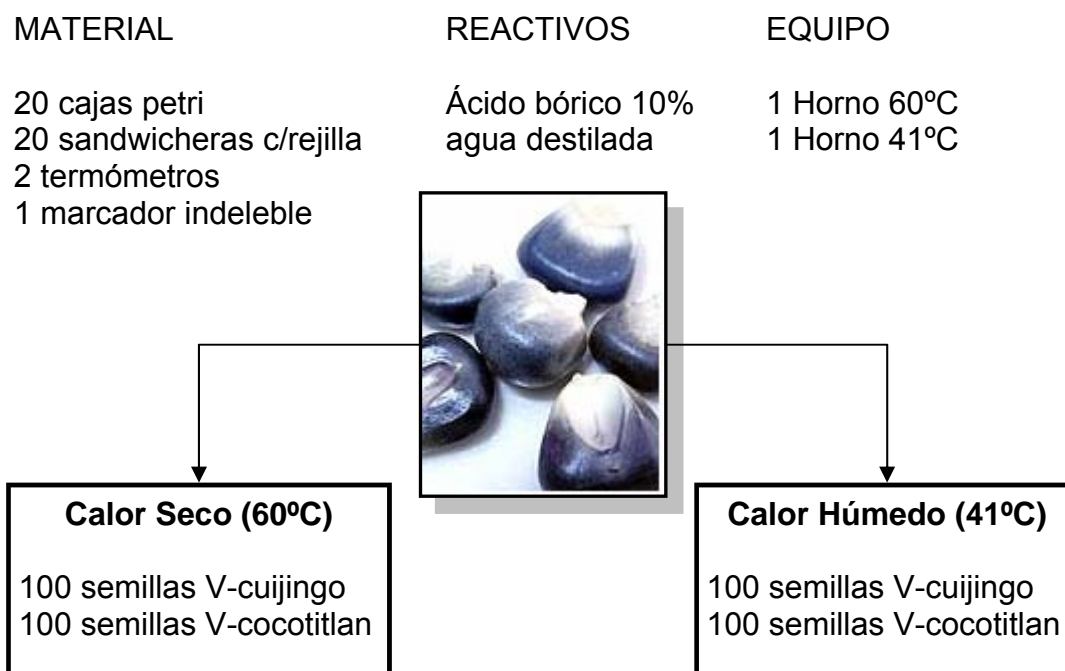 MATERIAL
20 cajas petri
20 sandwicheras c/rejilla
2 termómetros
1 marcador indeleble
REACTIVOS
Ácido bórico 10%
agua destilada
EQUIPO
1 Horno 60ºC
1 Horno 41ºC
Calor Seco (60ºC)
100 semillas V-cuijingo
100 semillas V-cocotitlan
Calor Húmedo (41ºC)
100 semillas V-cuijingo
100 semillas V-cocotitlan